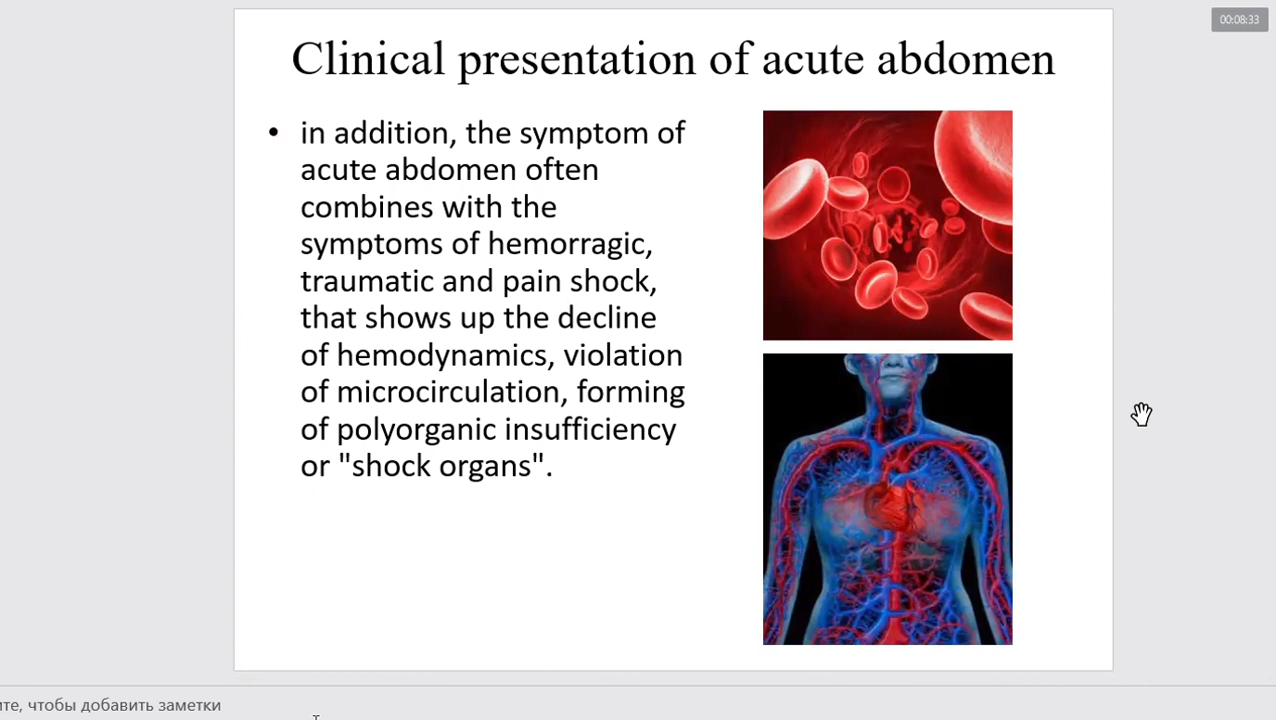 00:08:33
Clinical presentation of acute abdomen
• in addition, the symptom of
acute abdomen often
combines with the
symptoms of hemorragic,
traumatic and pain shock,
that shows up the decline
of hemodynamics, violation
of microcirculation, forming
of polyorganic insufficiency
or "shock organs".
чтобы добавить заметки